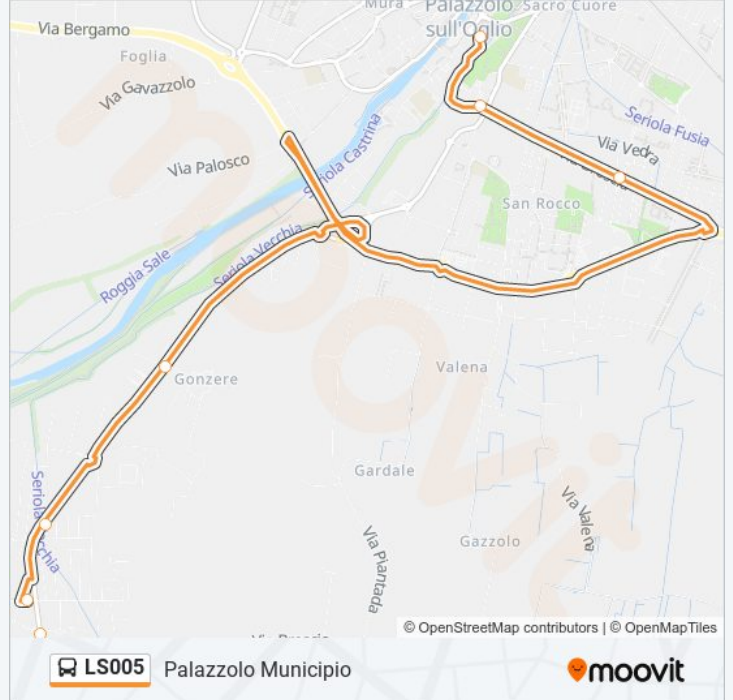 Mura
Palazzolo
sull'Oglio
Sacro Cuore
Via Bergamo
Foglia
Via Gavazzolo
Seriola Fusia
Via Vedra
Via Palosco
Seriola Castrina
San Rocco
Seriola Vecchia
Roggia Sale
Valena
Gonzere
Gardale
Seriola Vecchia
Via Valena
Via Piantada
Gazzolo
moovit
© OpenStreetMap contributors | © OpenMapTiles
LS005 Palazzolo Municipio
moovit